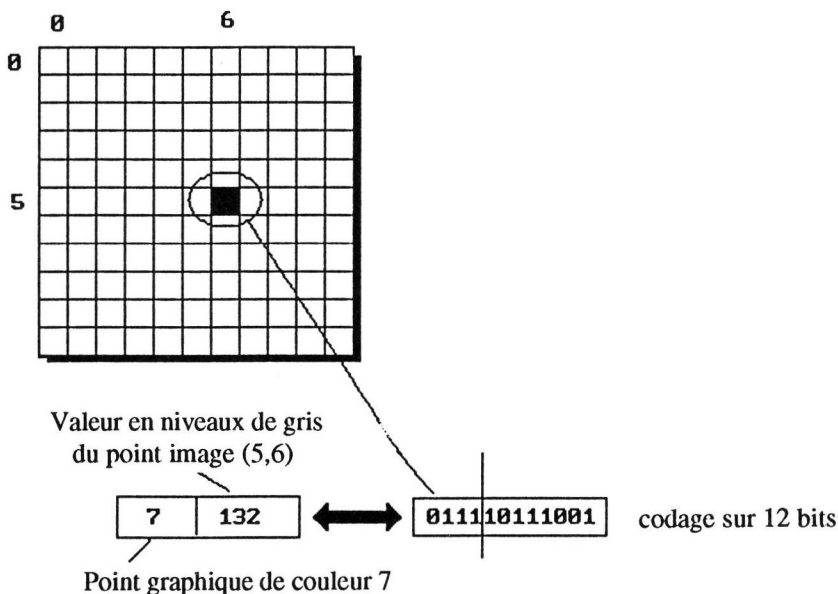 0 6
0
5
Valeur en niveaux de gris
du point image (5,6)
7 132 011110111001 codage sur 12 bits
Point graphique de couleur 7